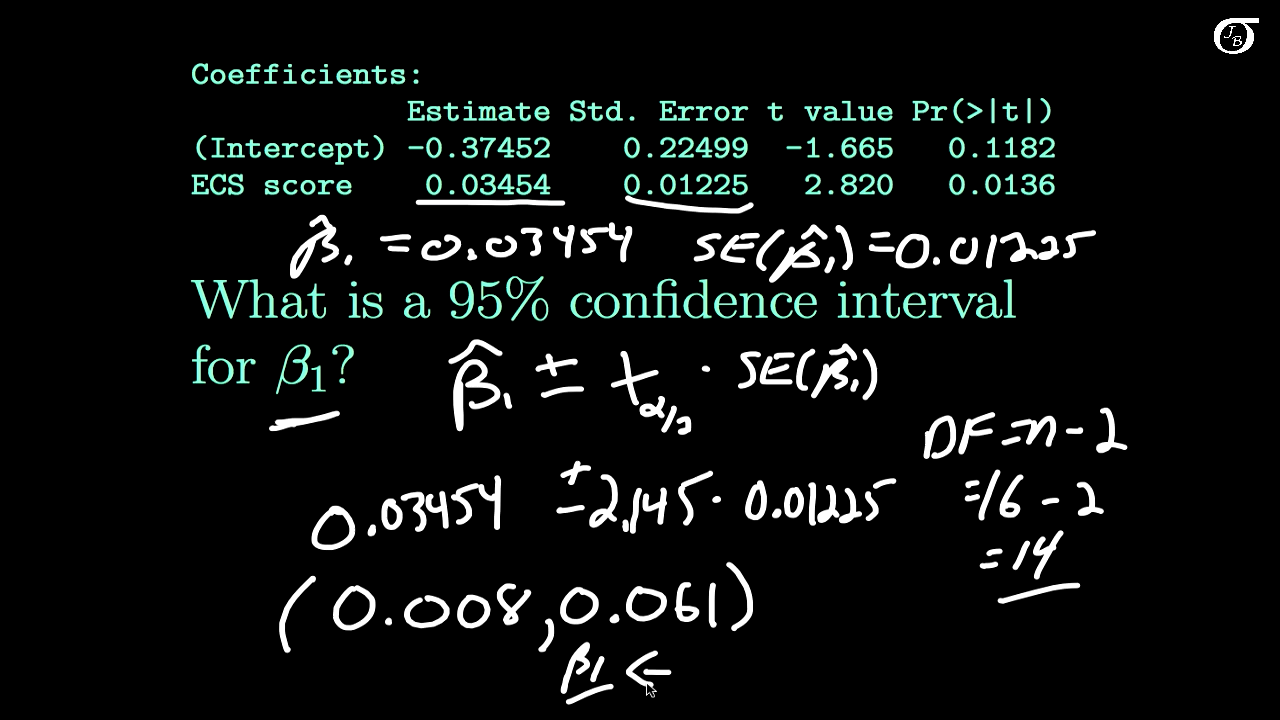 JB
Coefficients:
Estimate Std. Error t value Pr(>|t|)
(Intercept) -0.37452 0.22499 -1.665 0.1182
ECS score 0.03454 0.01225 2.820 0.0136
β̂₁ = 0.03454 SE(β̂₁) = 0.01225
What is a 95% confidence interval
for β₁? β̂₁ ± t_α/2 · SE(β̂₁)
DF = n - 2
0.03454 ± 2.145 · 0.01225 = 16 - 2
= 14
(0.008, 0.061)
β₁ ←